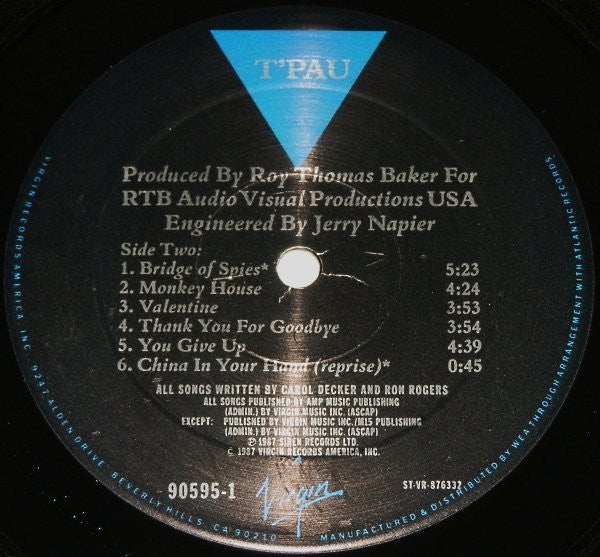 T'PAU
Produced By Roy Thomas Baker For
RTB Audio Visual Productions USA
Engineered By Jerry Napier
Side Two:
1. Bridge of Spies* 5:23
2. Monkey House 4:24
3. Valentine 3:53
4. Thank You For Goodbye 3:54
5. You Give Up 4:39
6. China In Your Hand (reprise)* 0:45
ALL SONGS WRITTEN BY CAROL DECKER AND RON ROGERS
ALL SONGS PUBLISHED BY AMP MUSIC PUBLISHING
(ADMIN.) BY VIRGIN MUSIC INC. (ASCAP)
EXCEPT: PUBLISHED BY VIRGIN MUSIC INC./M15 PUBLISHING
(ADMIN.) BY VIRGIN MUSIC INC. (ASCAP)
℗ 1987 SIREN RECORDS LTD.
© 1987 VIRGIN RECORDS AMERICA, INC.
90595-1
Virgin
ST-VR-876332
VIRGIN RECORDS AMERICA, INC. 9247 ALDEN DRIVE, BEVERLY HILLS, CA 90210
MANUFACTURED & DISTRIBUTED BY WEA THROUGH ARRANGEMENT WITH ATLANTIC RECORDS